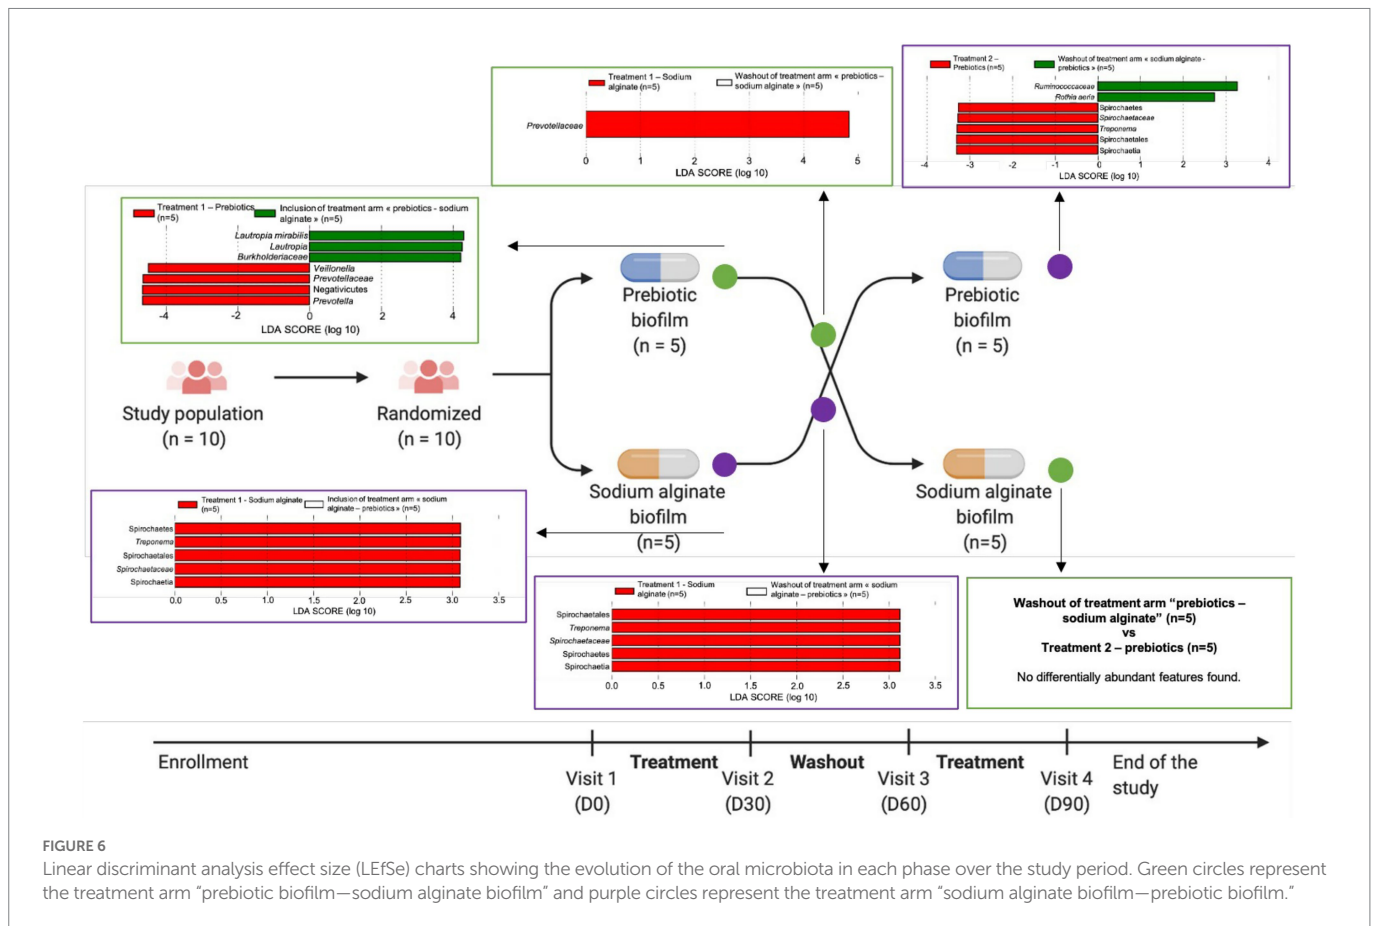 Treatment 1 – Sodium
alginate (n=5)
Washout of treatment arm « prebiotics –
sodium alginate » (n=5)
Prevotellaceae
0 1 2 3 4 5
LDA SCORE (log 10)
Treatment 2 –
Prebiotics (n=5)
Washout of treatment arm « sodium alginate -
prebiotics » (n=5)
Ruminococcaceae
Rothia aeria
Spirochaetes
Spirochaetaceae
Treponema
Spirochaetales
Spirochaetia
-4 -3 -2 -1 0 1 2 3 4
LDA SCORE (log 10)
Treatment 1 – Prebiotics
(n=5)
Inclusion of treatment arm « prebiotics - sodium
alginate » (n=5)
Lautropia mirabilis
Lautropia
Burkholderiaceae
Veillonella
Prevotellaceae
Negativicutes
Prevotella
-4 -2 0 2 4
LDA SCORE (log 10)
Study population
(n = 10)
Randomized
(n = 10)
Prebiotic
biofilm
(n = 5)
Prebiotic
biofilm
(n = 5)
Sodium alginate
biofilm
(n=5)
Sodium alginate
biofilm
(n=5)
Treatment 1 - Sodium alginate
(n=5)
Inclusion of treatment arm « sodium
alginate – prebiotics » (n=5)
Spirochaetes
Treponema
Spirochaetales
Spirochaetaceae
Spirochaetia
0.0 0.5 1.0 1.5 2.0 2.5 3.0 3.5
LDA SCORE (log 10)
Treatment 1 - Sodium
alginate (n=5)
Washout of treatment arm « sodium
alginate – prebiotics » (n=5)
Spirochaetales
Treponema
Spirochaetaceae
Spirochaetes
Spirochaetia
0.0 0.5 1.0 1.5 2.0 2.5 3.0 3.5
LDA SCORE (log 10)
Washout of treatment arm “prebiotics –
sodium alginate” (n=5)
vs
Treatment 2 – prebiotics (n=5)
No differentially abundant features found.
Enrollment
Visit 1
(D0)
Treatment
Visit 2
(D30)
Washout
Visit 3
(D60)
Treatment
Visit 4
(D90)
End of the
study
FIGURE 6
Linear discriminant analysis effect size (LEfSe) charts showing the evolution of the oral microbiota in each phase over the study period. Green circles represent
the treatment arm “prebiotic biofilm—sodium alginate biofilm” and purple circles represent the treatment arm “sodium alginate biofilm—prebiotic biofilm.”